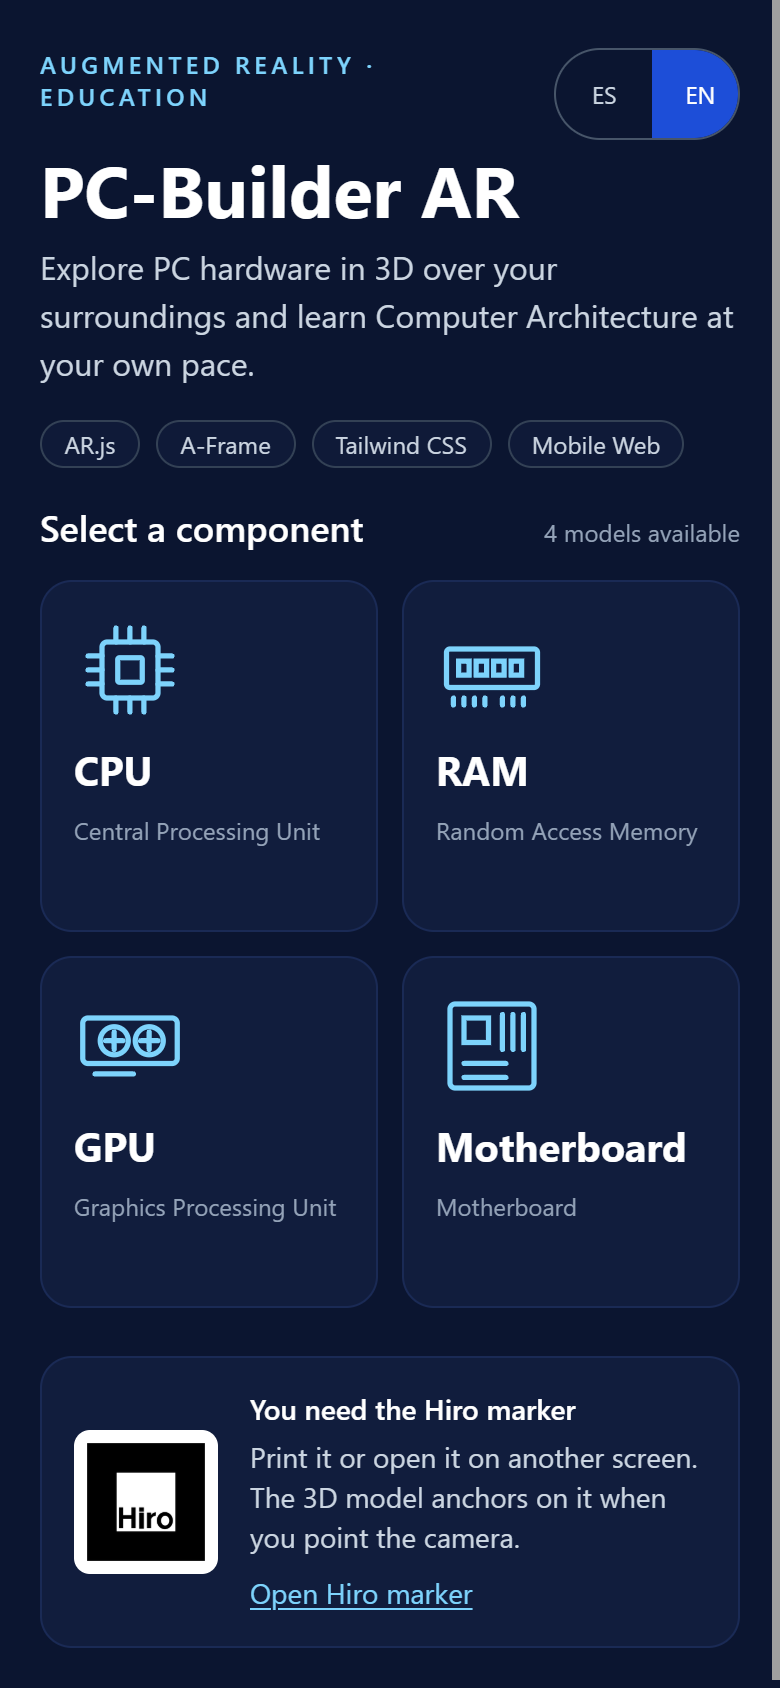 AUGMENTED REALITY ·
EDUCATION
ES
EN
PC-Builder AR
Explore PC hardware in 3D over your
surroundings and learn Computer Architecture at
your own pace.
AR.js
A-Frame
Tailwind CSS
Mobile Web
Select a component
4 models available
CPU
Central Processing Unit
RAM
Random Access Memory
GPU
Graphics Processing Unit
Motherboard
Motherboard
Hiro
You need the Hiro marker
Print it or open it on another screen.
The 3D model anchors on it when
you point the camera.
Open Hiro marker